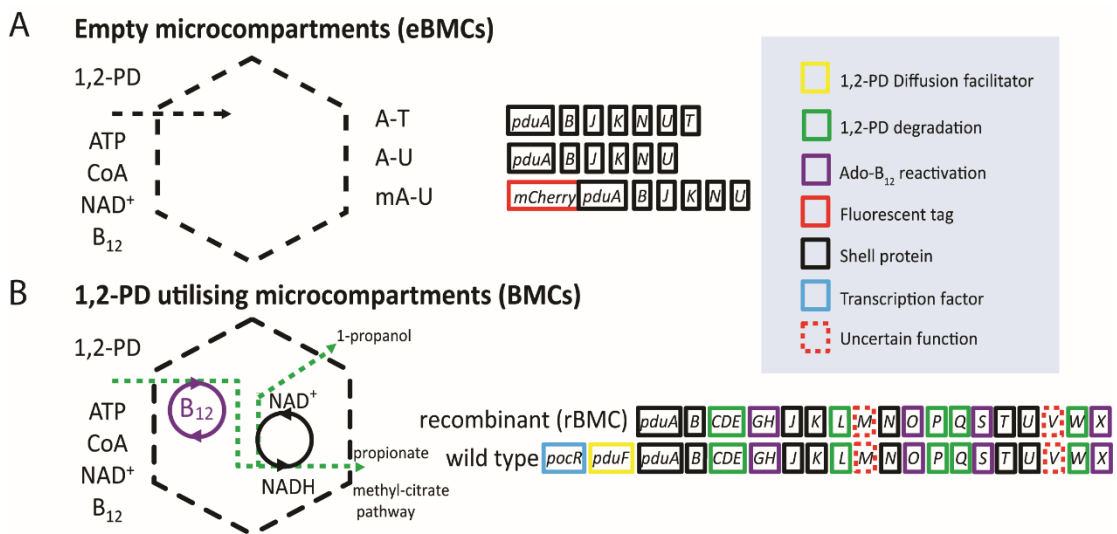 A
Empty microcompartments (eBMCs)
1,2-PD
ATP
CoA
NAD⁺
B₁₂
A-T
pduA B J K N U T
A-U
pduA B J K N U
mA-U
mCherry pduA B J K N U
1,2-PD Diffusion facilitator
1,2-PD degradation
Ado-B₁₂ reactivation
Fluorescent tag
Shell protein
Transcription factor
Uncertain function
B
1,2-PD utilising microcompartments (BMCs)
1,2-PD
ATP
CoA
NAD⁺
B₁₂
B₁₂
NAD⁺
NADH
1-propanol
propionate
methyl-citrate
pathway
recombinant (rBMC)
pduA B CDE GH J K L M N O P Q S T U V W X
wild type
pocR pduF pduA B CDE GH J K L M N O P Q S T U V W X